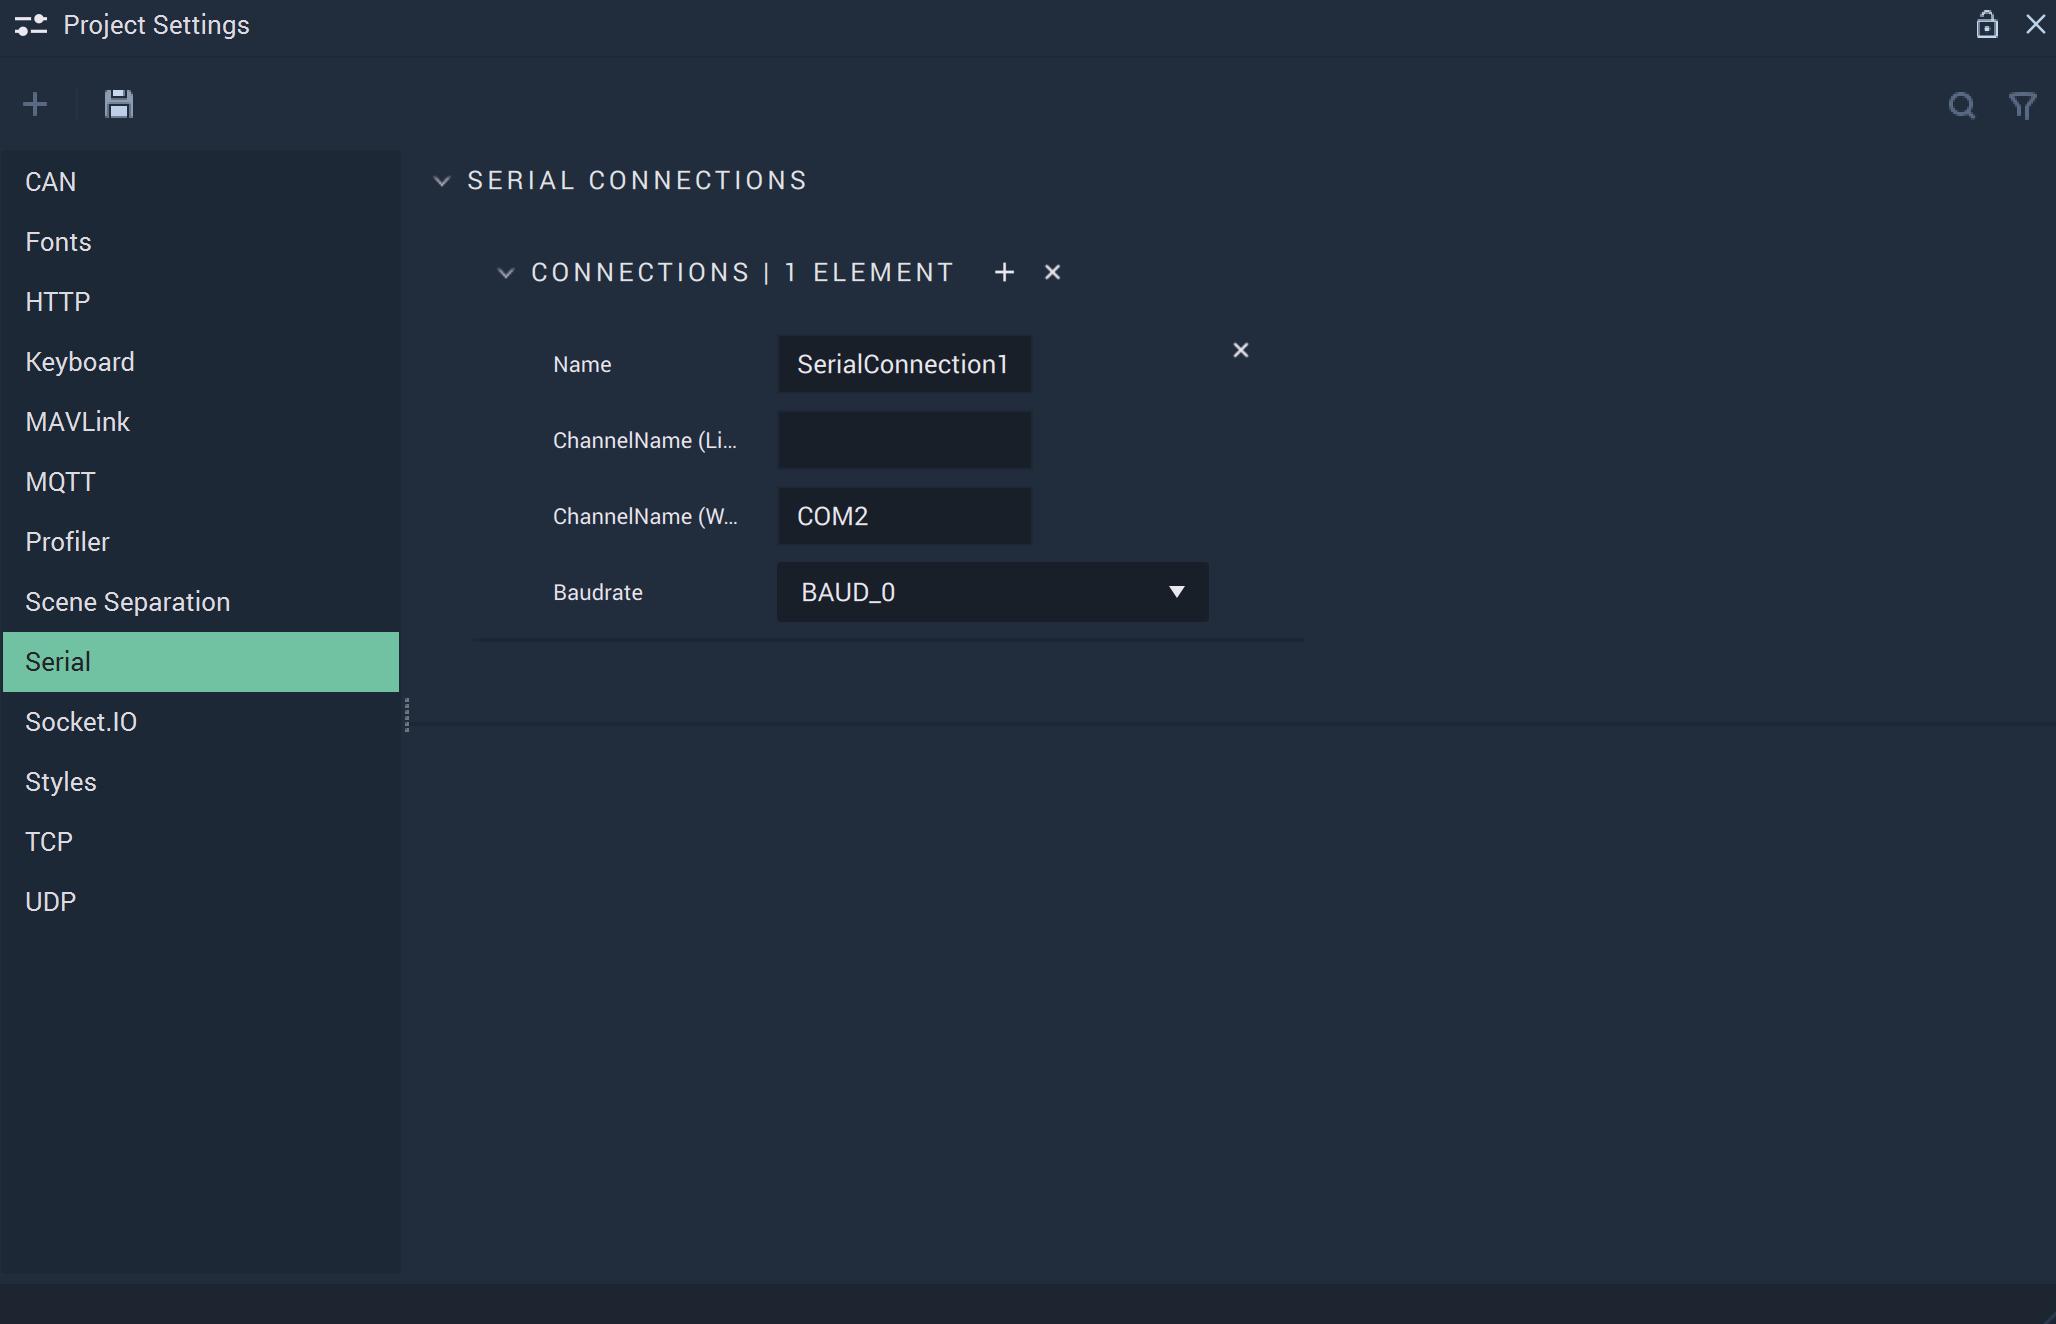 Project Settings
CAN
Fonts
HTTP
Keyboard
MAVLink
MQTT
Profiler
Scene Separation
Serial
Socket.IO
Styles
TCP
UDP
SERIAL CONNECTIONS
CONNECTIONS | 1 ELEMENT
Name SerialConnection1
ChannelName (Li...
ChannelName (W... COM2
Baudrate BAUD_0